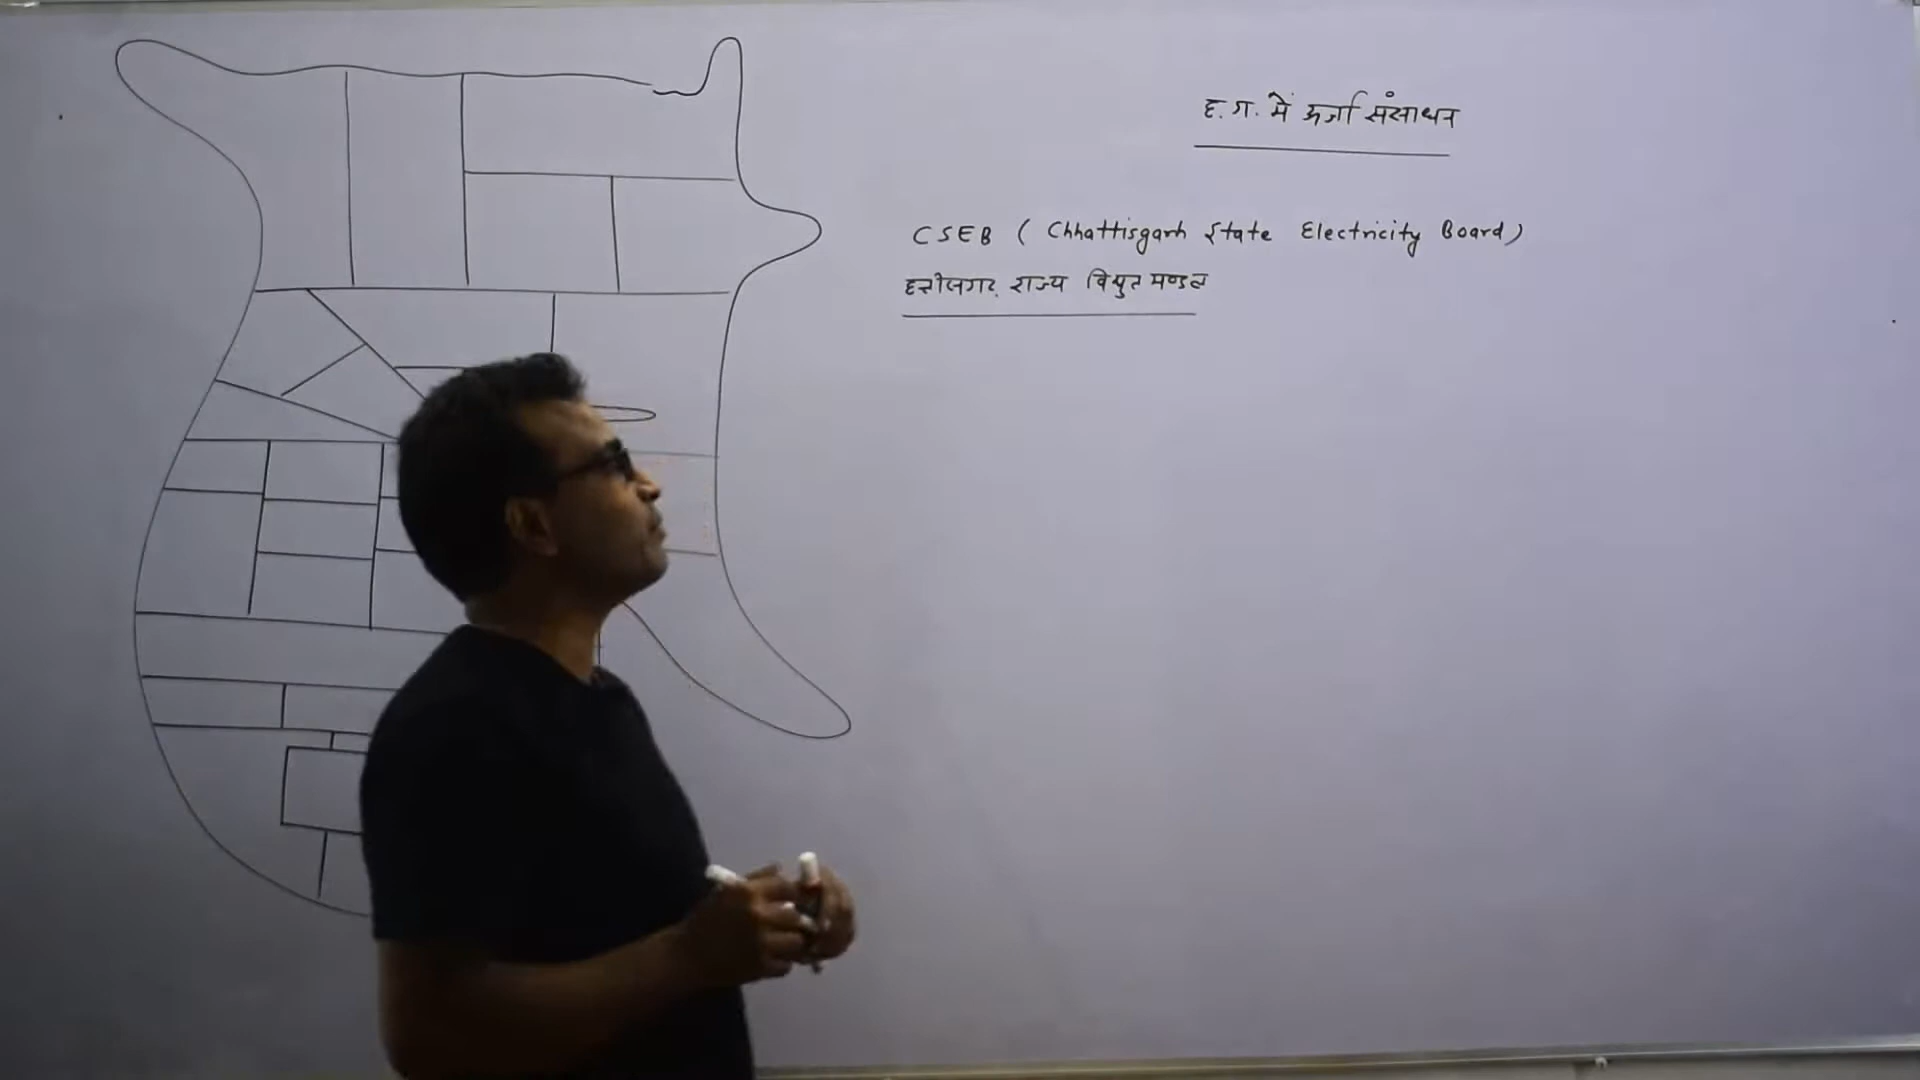 छ.ग. में ऊर्जा संसाधन
CSEB ( Chhattisgarh State Electricity Board)
छत्तीसगढ़ राज्य विद्युत मण्डल